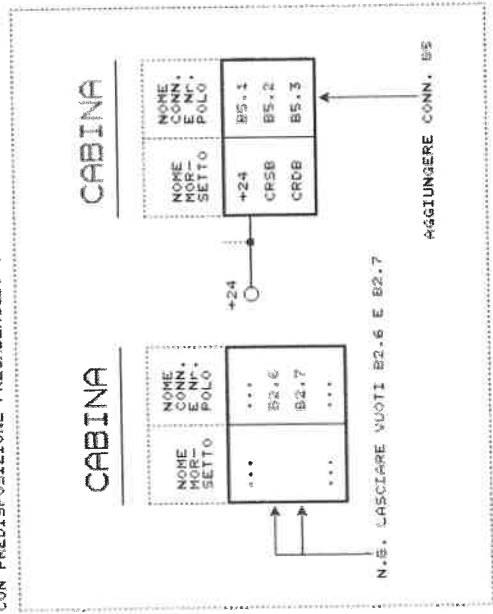 CON PREDISPOSIZIONE
CABINA
NOME
MOR-
SETTO
NOME
CONN.
E Nr.
POLO
... ...
B2.6
B2.7
... ...
N.B. LASCIARE VUOTI B2.6 E B2.7
CABINA
NOME
MOR-
SETTO
NOME
CONN.
E Nr.
POLO
+24
+24 B5.1
CRSB B5.2
CRDB B5.3
AGGIUNGERE CONN. B5